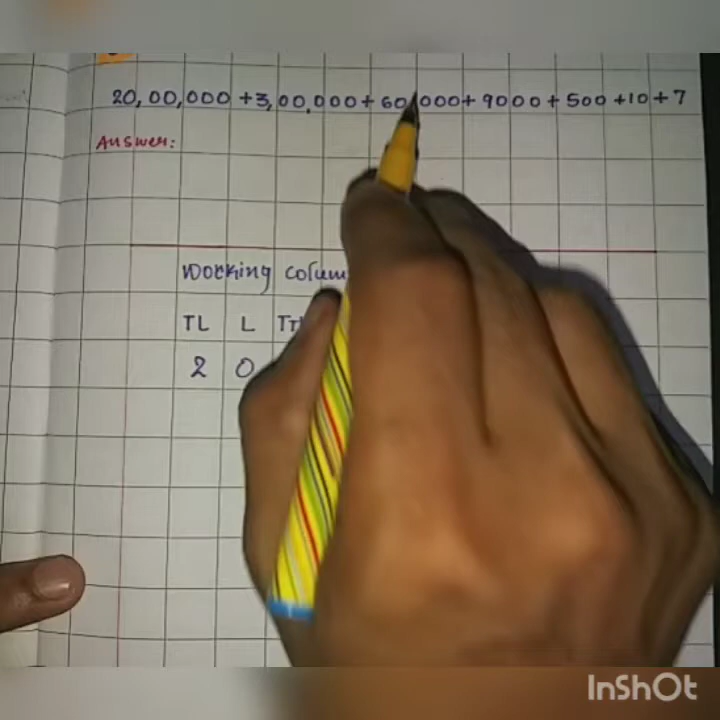 20,00,000 +3,00,000+ 60,000+ 9000+500 +10+7
Answer:
Working
TL L
2 0
InShOt